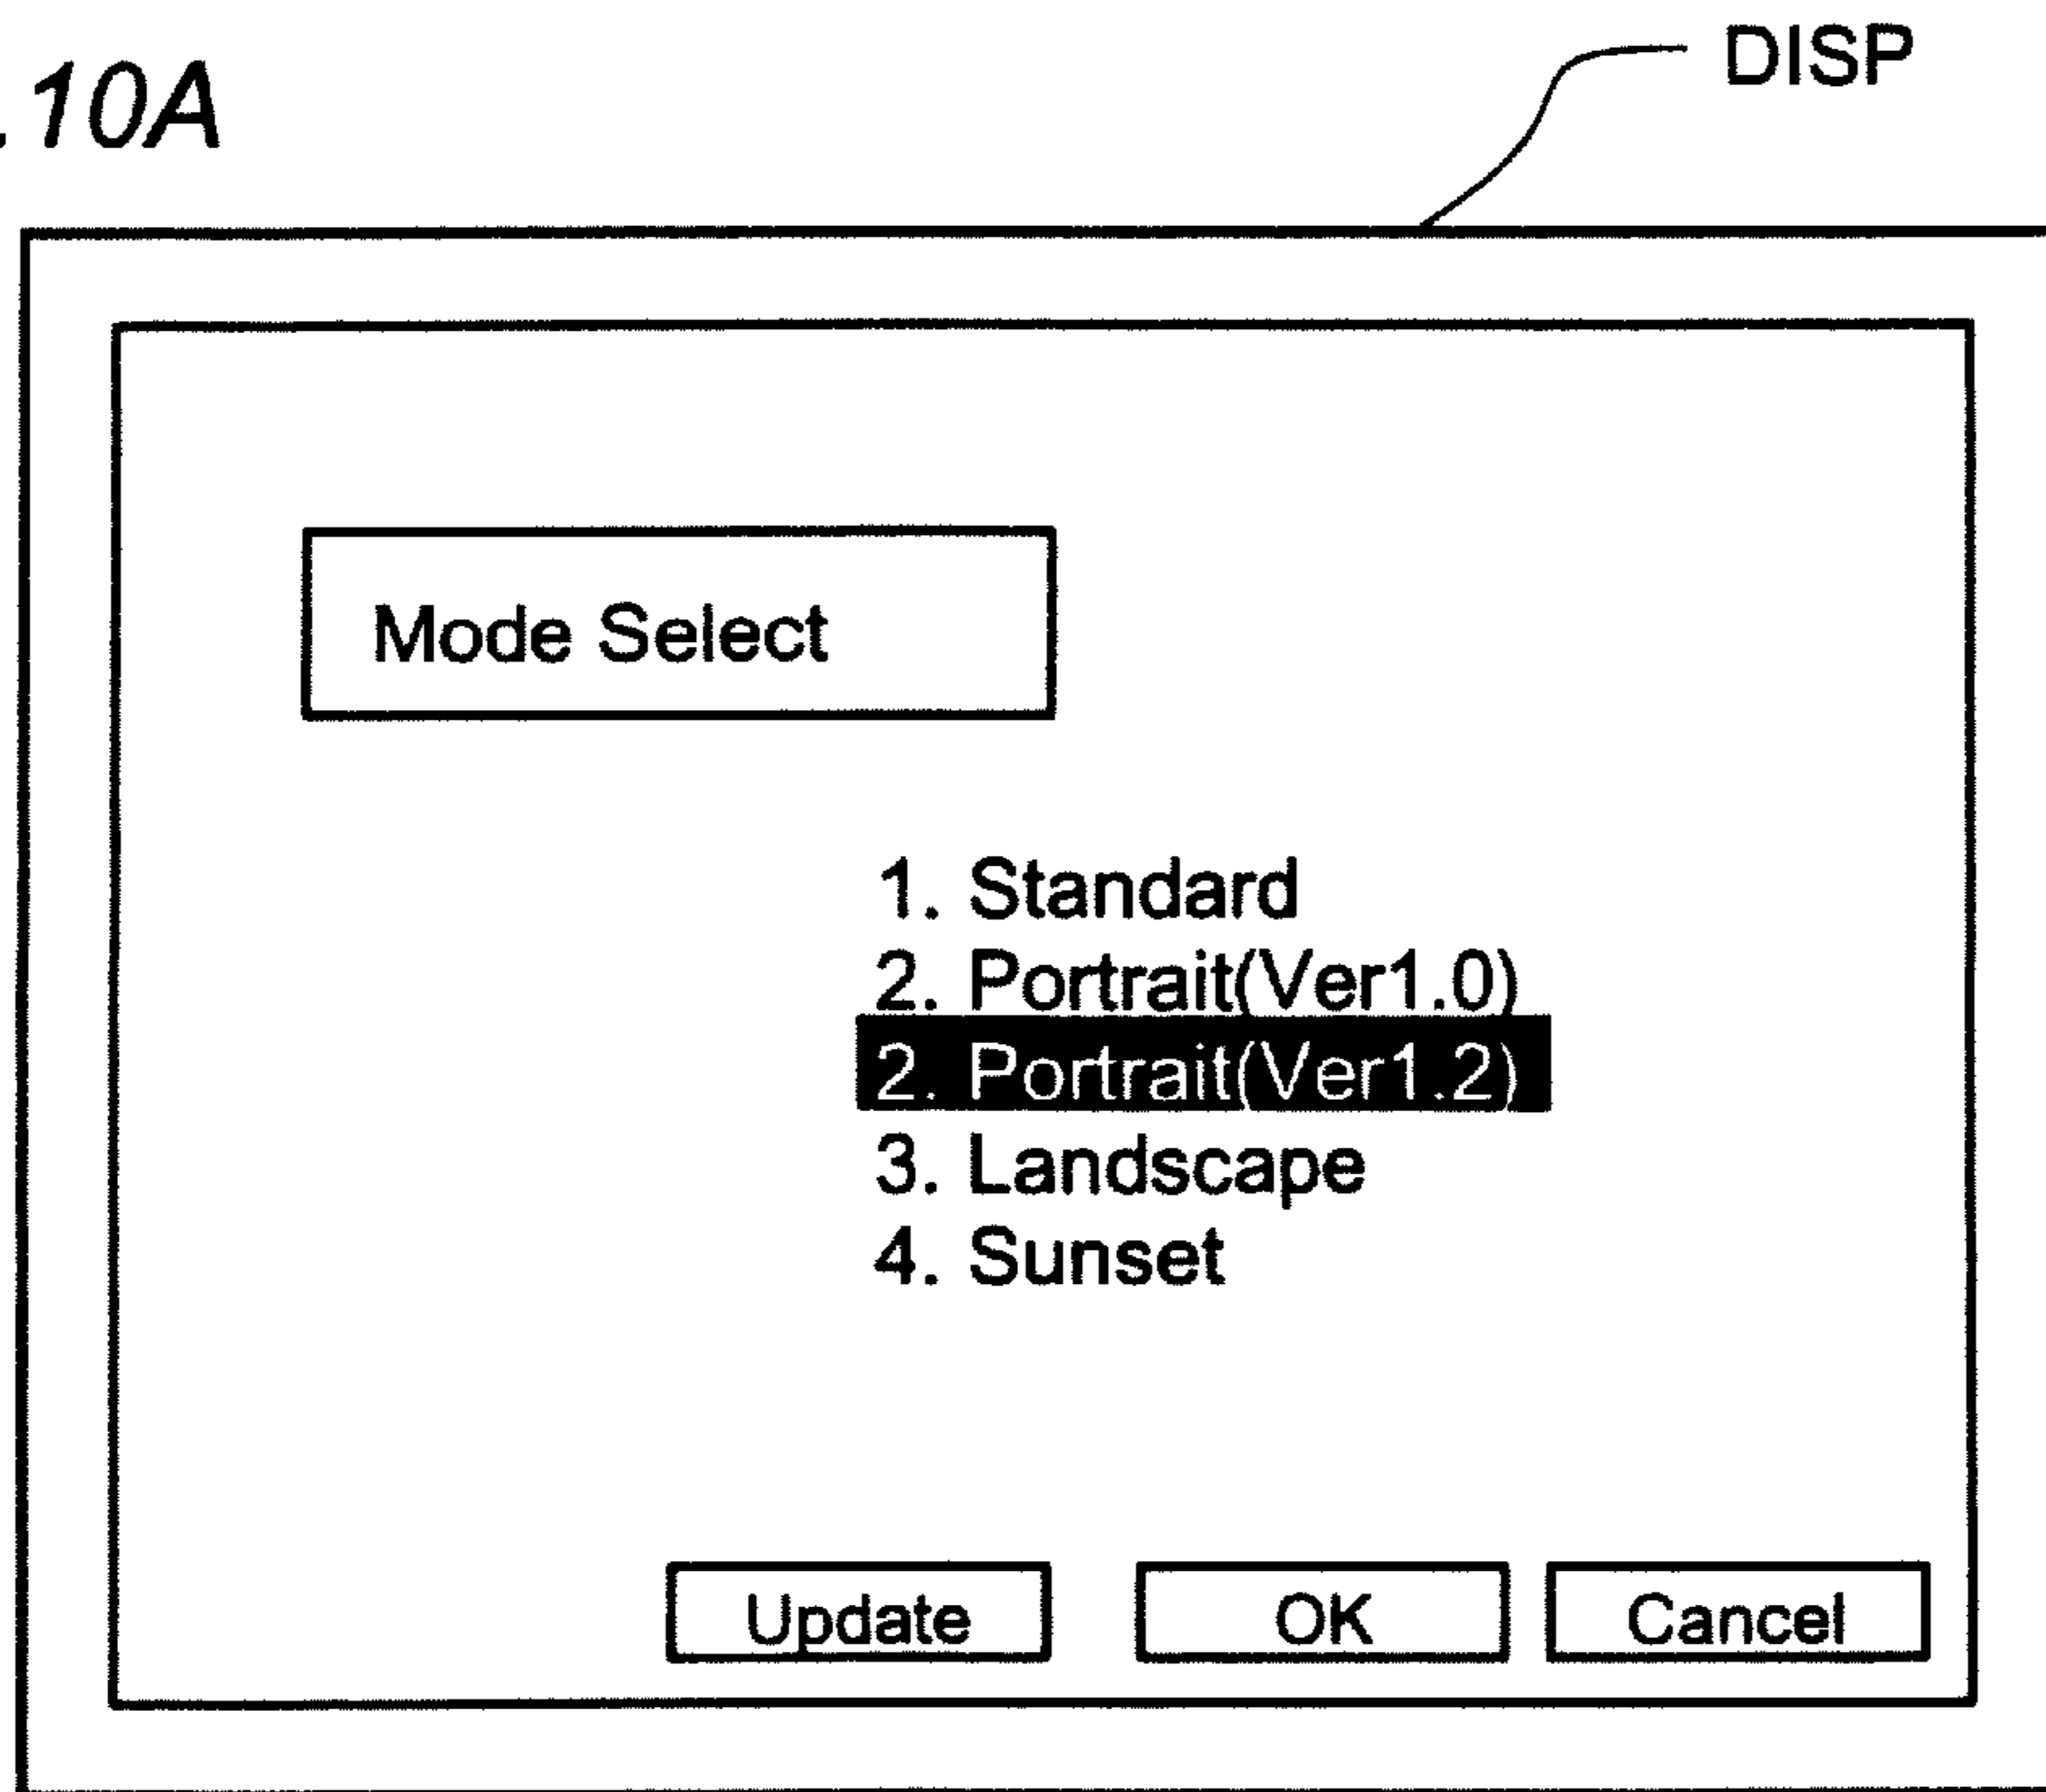 .10A
DISP
Mode Select
1. Standard
2. Portrait(Ver1.0)
2. Portrait(Ver1.2)
3. Landscape
4. Sunset
Update OK Cancel